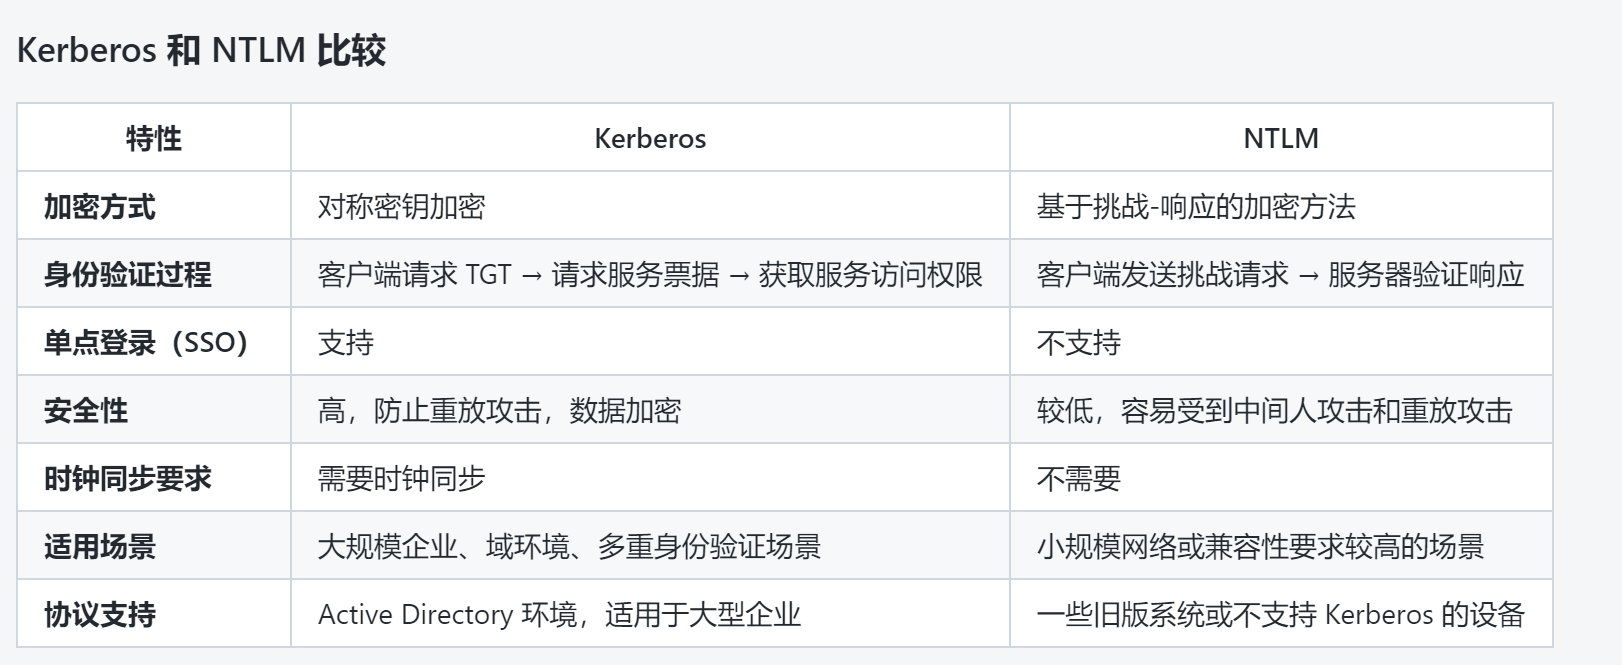 Kerberos 和 NTLM 比较
特性 Kerberos NTLM
加密方式 对称密钥加密 基于挑战-响应的加密方法
身份验证过程 客户端请求 TGT → 请求服务票据 → 获取服务访问权限 客户端发送挑战请求 → 服务器验证响应
单点登录（SSO） 支持 不支持
安全性 高，防止重放攻击，数据加密 较低，容易受到中间人攻击和重放攻击
时钟同步要求 需要时钟同步 不需要
适用场景 大规模企业、域环境、多重身份验证场景 小规模网络或兼容性要求较高的场景
协议支持 Active Directory 环境，适用于大型企业 一些旧版系统或不支持 Kerberos 的设备